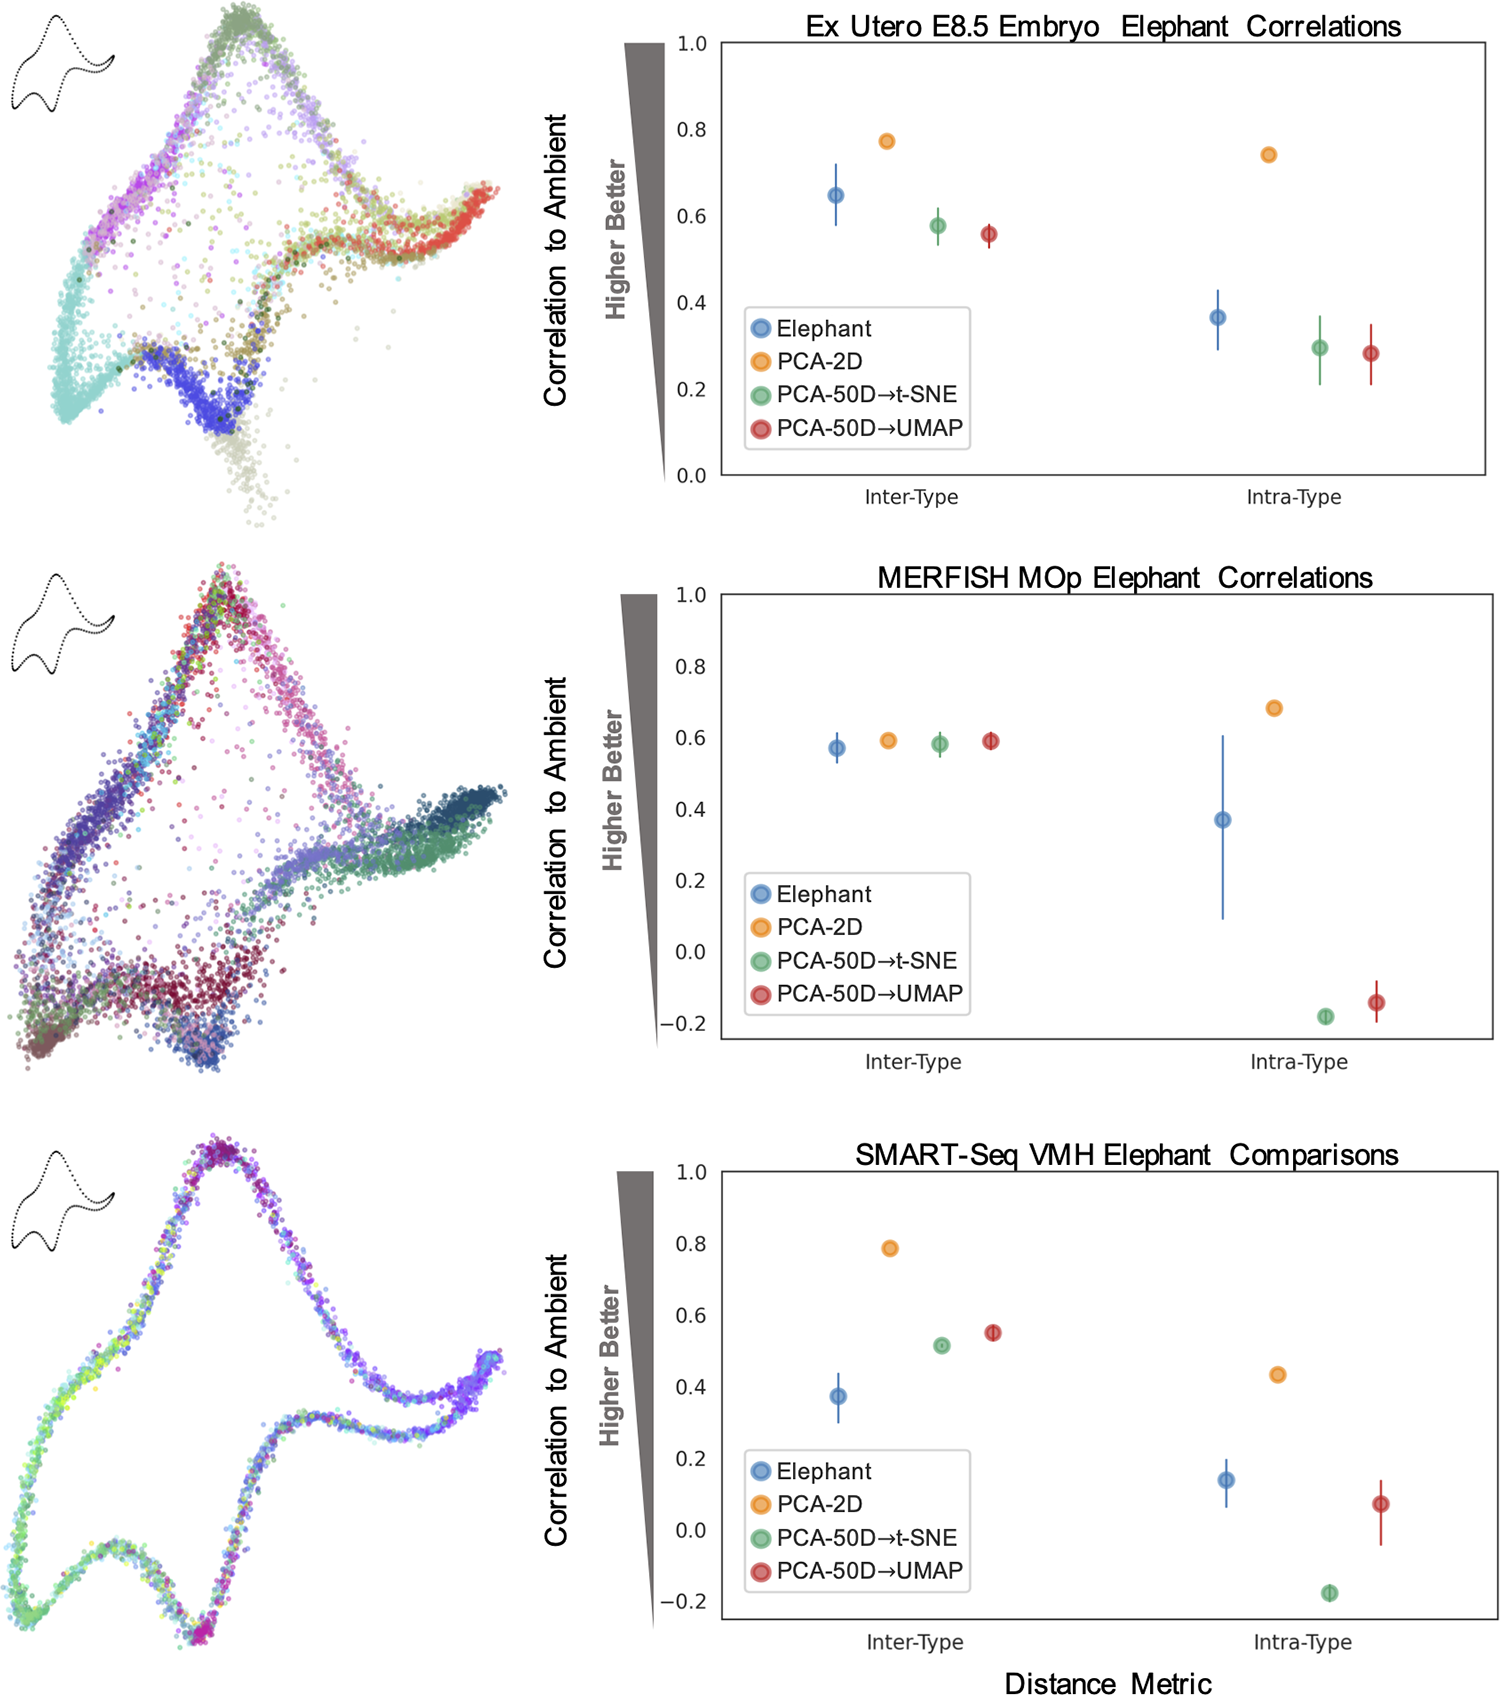 Ex Utero E8.5 Embryo Elephant Correlations
Correlation to Ambient
Higher Better
1.0
0.8
0.6
0.4
0.2
0.0
Elephant
PCA-2D
PCA-50D→t-SNE
PCA-50D→UMAP
Inter-Type
Intra-Type
MERFISH MOp Elephant Correlations
Correlation to Ambient
Higher Better
1.0
0.8
0.6
0.4
0.2
0.0
−0.2
Elephant
PCA-2D
PCA-50D→t-SNE
PCA-50D→UMAP
Inter-Type
Intra-Type
SMART-Seq VMH Elephant Comparisons
Correlation to Ambient
Higher Better
1.0
0.8
0.6
0.4
0.2
0.0
−0.2
Elephant
PCA-2D
PCA-50D→t-SNE
PCA-50D→UMAP
Inter-Type
Intra-Type
Distance Metric